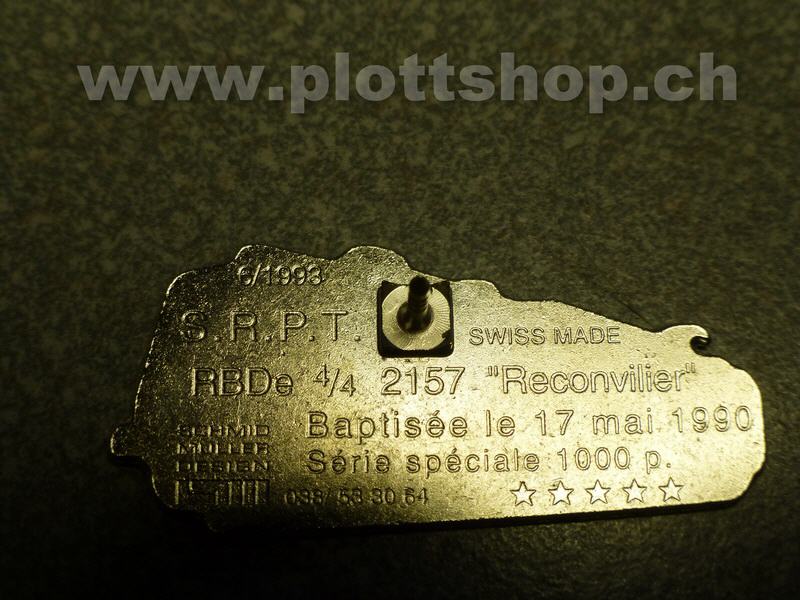 www.plottshop.ch
6/1993
S.R.P.T.
SWISS MADE
RBDe 4/4 2157 "Reconvilier"
Baptisée le 17 mai 1990
Série spéciale 1000 p.
SCHMID
MÜLLER
DESIGN
038/ 53 30 64